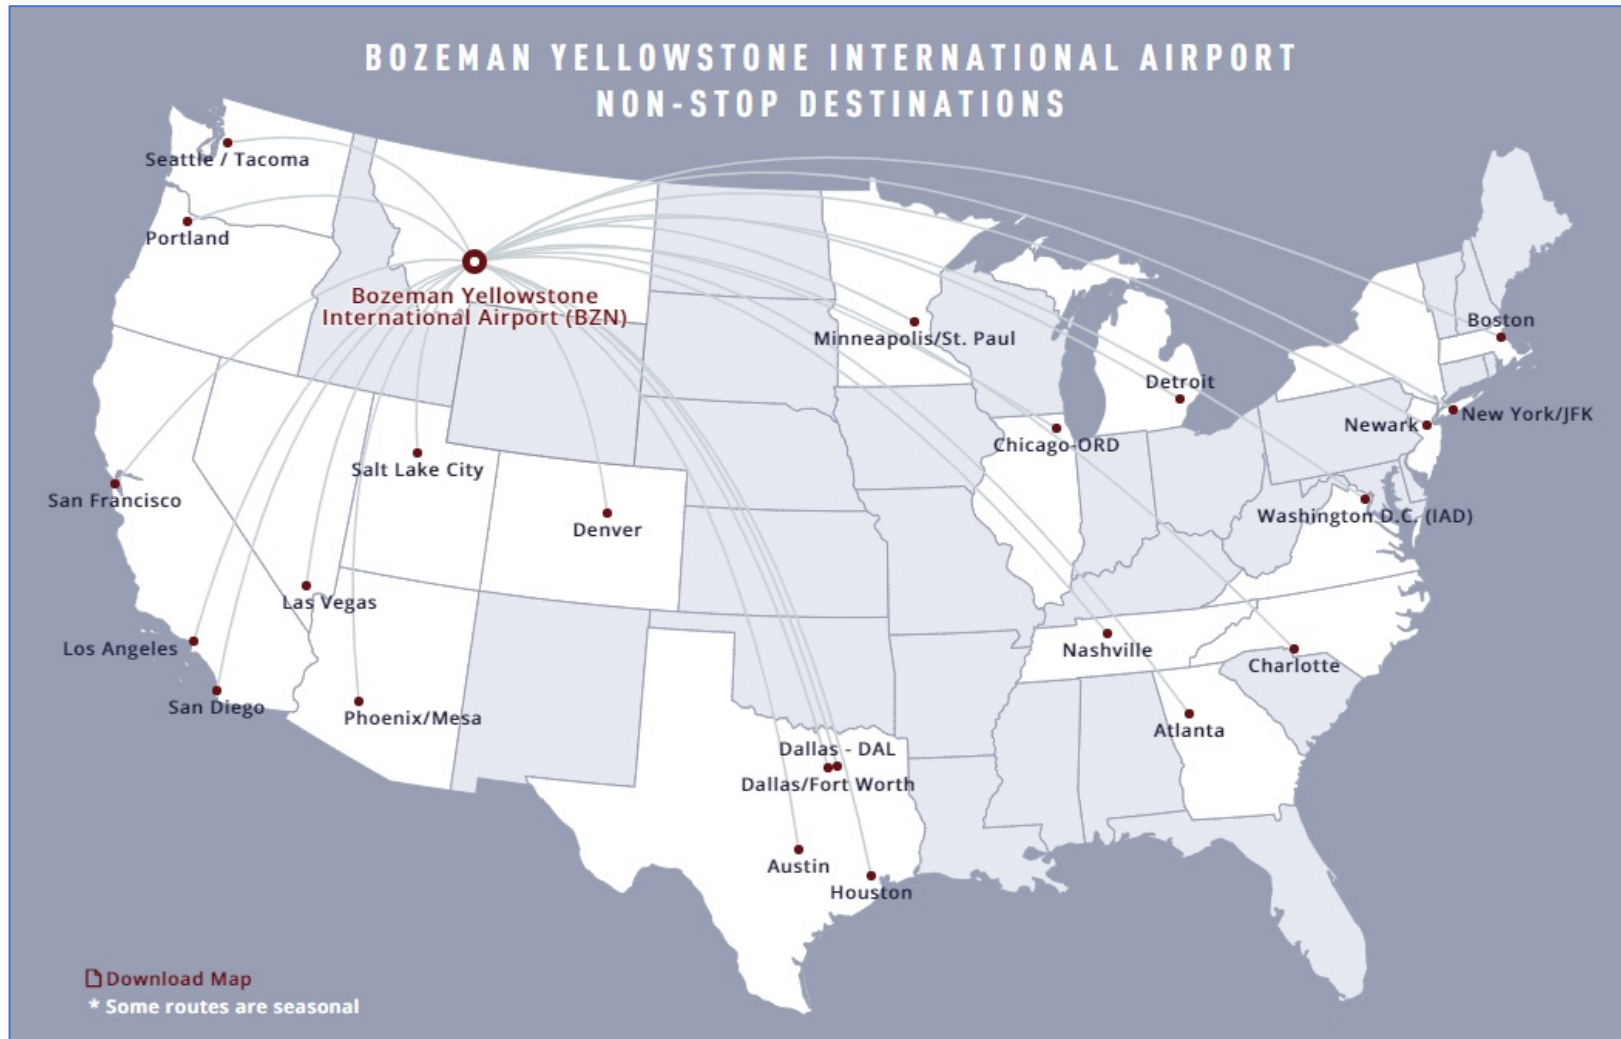 BOZEMAN YELLOWSTONE INTERNATIONAL AIRPORT
NON-STOP DESTINATIONS
Seattle / Tacoma
Portland
Bozeman Yellowstone
International Airport (BZN)
Minneapolis/St. Paul
Boston
Detroit
New York/JFK
Newark
Chicago-ORD
Salt Lake City
San Francisco
Denver
Washington D.C. (IAD)
Las Vegas
Los Angeles
Nashville
Charlotte
San Diego
Phoenix/Mesa
Atlanta
Dallas - DAL
Dallas/Fort Worth
Austin
Houston
Download Map
* Some routes are seasonal